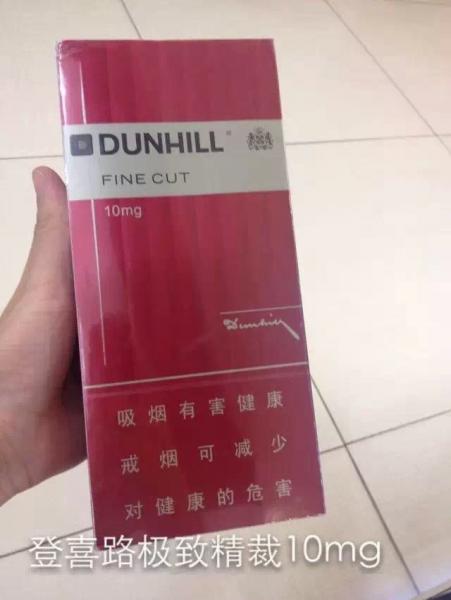 DUNHILL
FINE CUT
10mg
Dunhill
吸烟有害健康
戒烟可减少
对健康的危害
登喜路极致精裁10mg